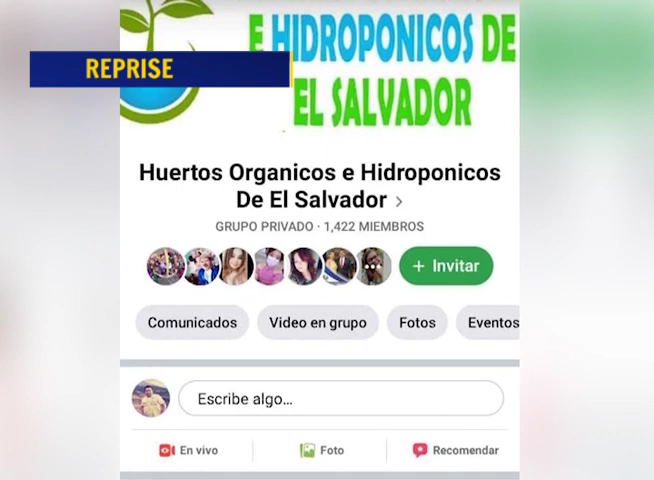 E HIDROPONICOS DE
EL SALVADOR
REPRISE
Huertos Organicos e Hidroponicos
De El Salvador >
GRUPO PRIVADO · 1,422 MIEMBROS
+ Invitar
Comunicados Video en grupo Fotos Eventos
Escribe algo...
En vivo Foto Recomendar